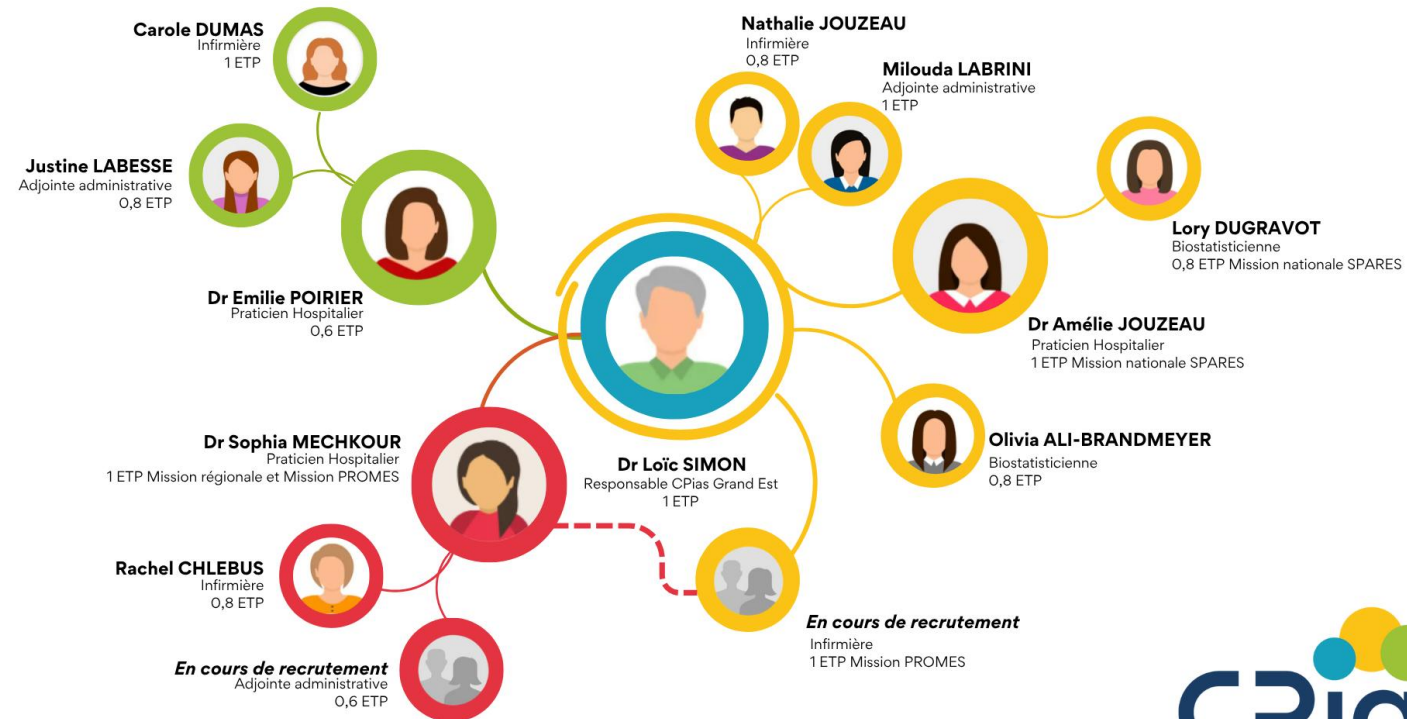 Carole DUMAS
Infirmière
1 ETP
Justine LABESSE
Adjointe administrative
0,8 ETP
Dr Emilie POIRIER
Praticien Hospitalier
0,6 ETP
Nathalie JOUZEAU
Infirmière
0,8 ETP
Milouda LABRINI
Adjointe administrative
1 ETP
Lory DUGRAVOT
Biostatisticienne
0,8 ETP Mission nationale SPARES
Dr Amélie JOUZEAU
Praticien Hospitalier
1 ETP Mission nationale SPARES
Olivia ALI-BRANDMEYER
Biostatisticienne
0,8 ETP
Dr Sophia MECHKOUR
Praticien Hospitalier
1 ETP Mission régionale et Mission PROMES
Dr Loïc SIMON
Responsable CPias Grand Est
1 ETP
Rachel CHLEBUS
Infirmière
0,8 ETP
En cours de recrutement
Adjointe administrative
0,6 ETP
En cours de recrutement
Infirmière
1 ETP Mission PROMES